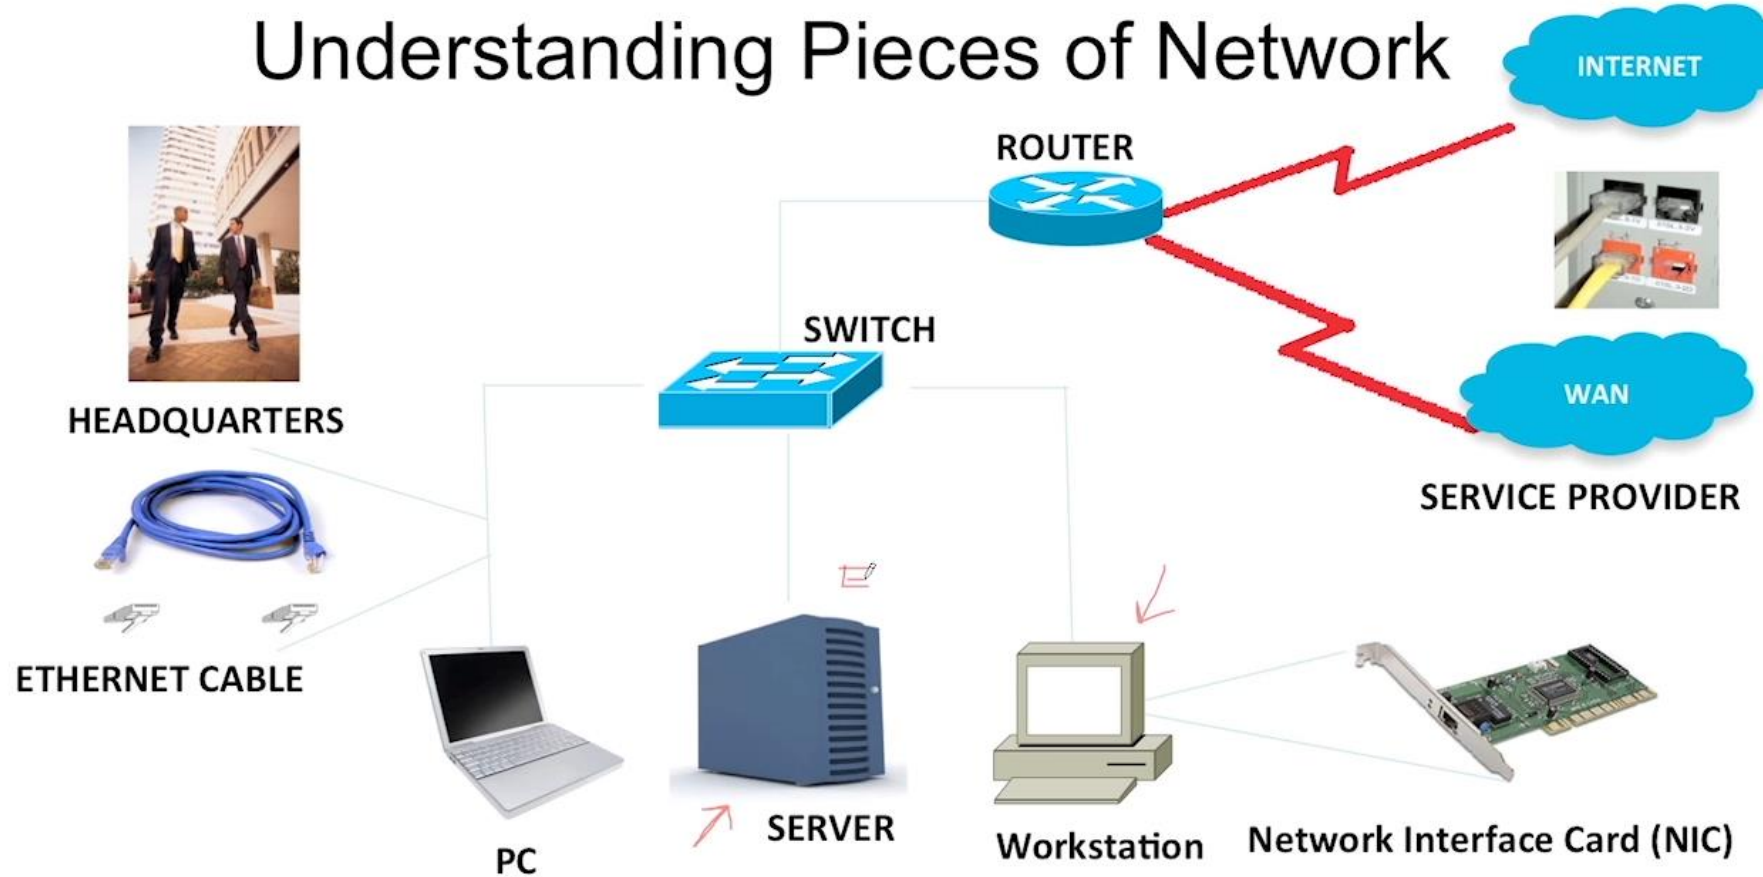 Understanding Pieces of Network
INTERNET
ROUTER
SWITCH
HEADQUARTERS
WAN
SERVICE PROVIDER
ETHERNET CABLE
PC
SERVER
Workstation
Network Interface Card (NIC)